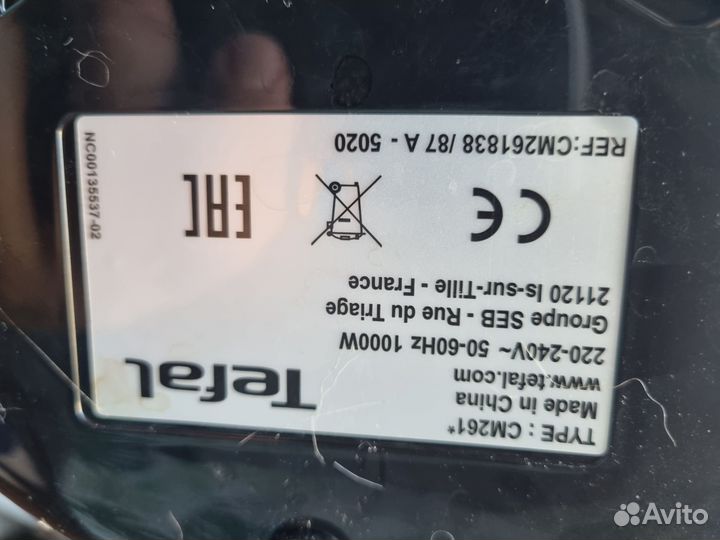 TYPE : CM261*
Made in China
www.tefal.com
220-240V~ 50-60Hz 1000W
Groupe SEB - Rue du Triage
21120 Is-sur-Tille - France
Tefal
CE
EAC
REF:CM261838 /87 A - 5020
NC00135537-02
Avito